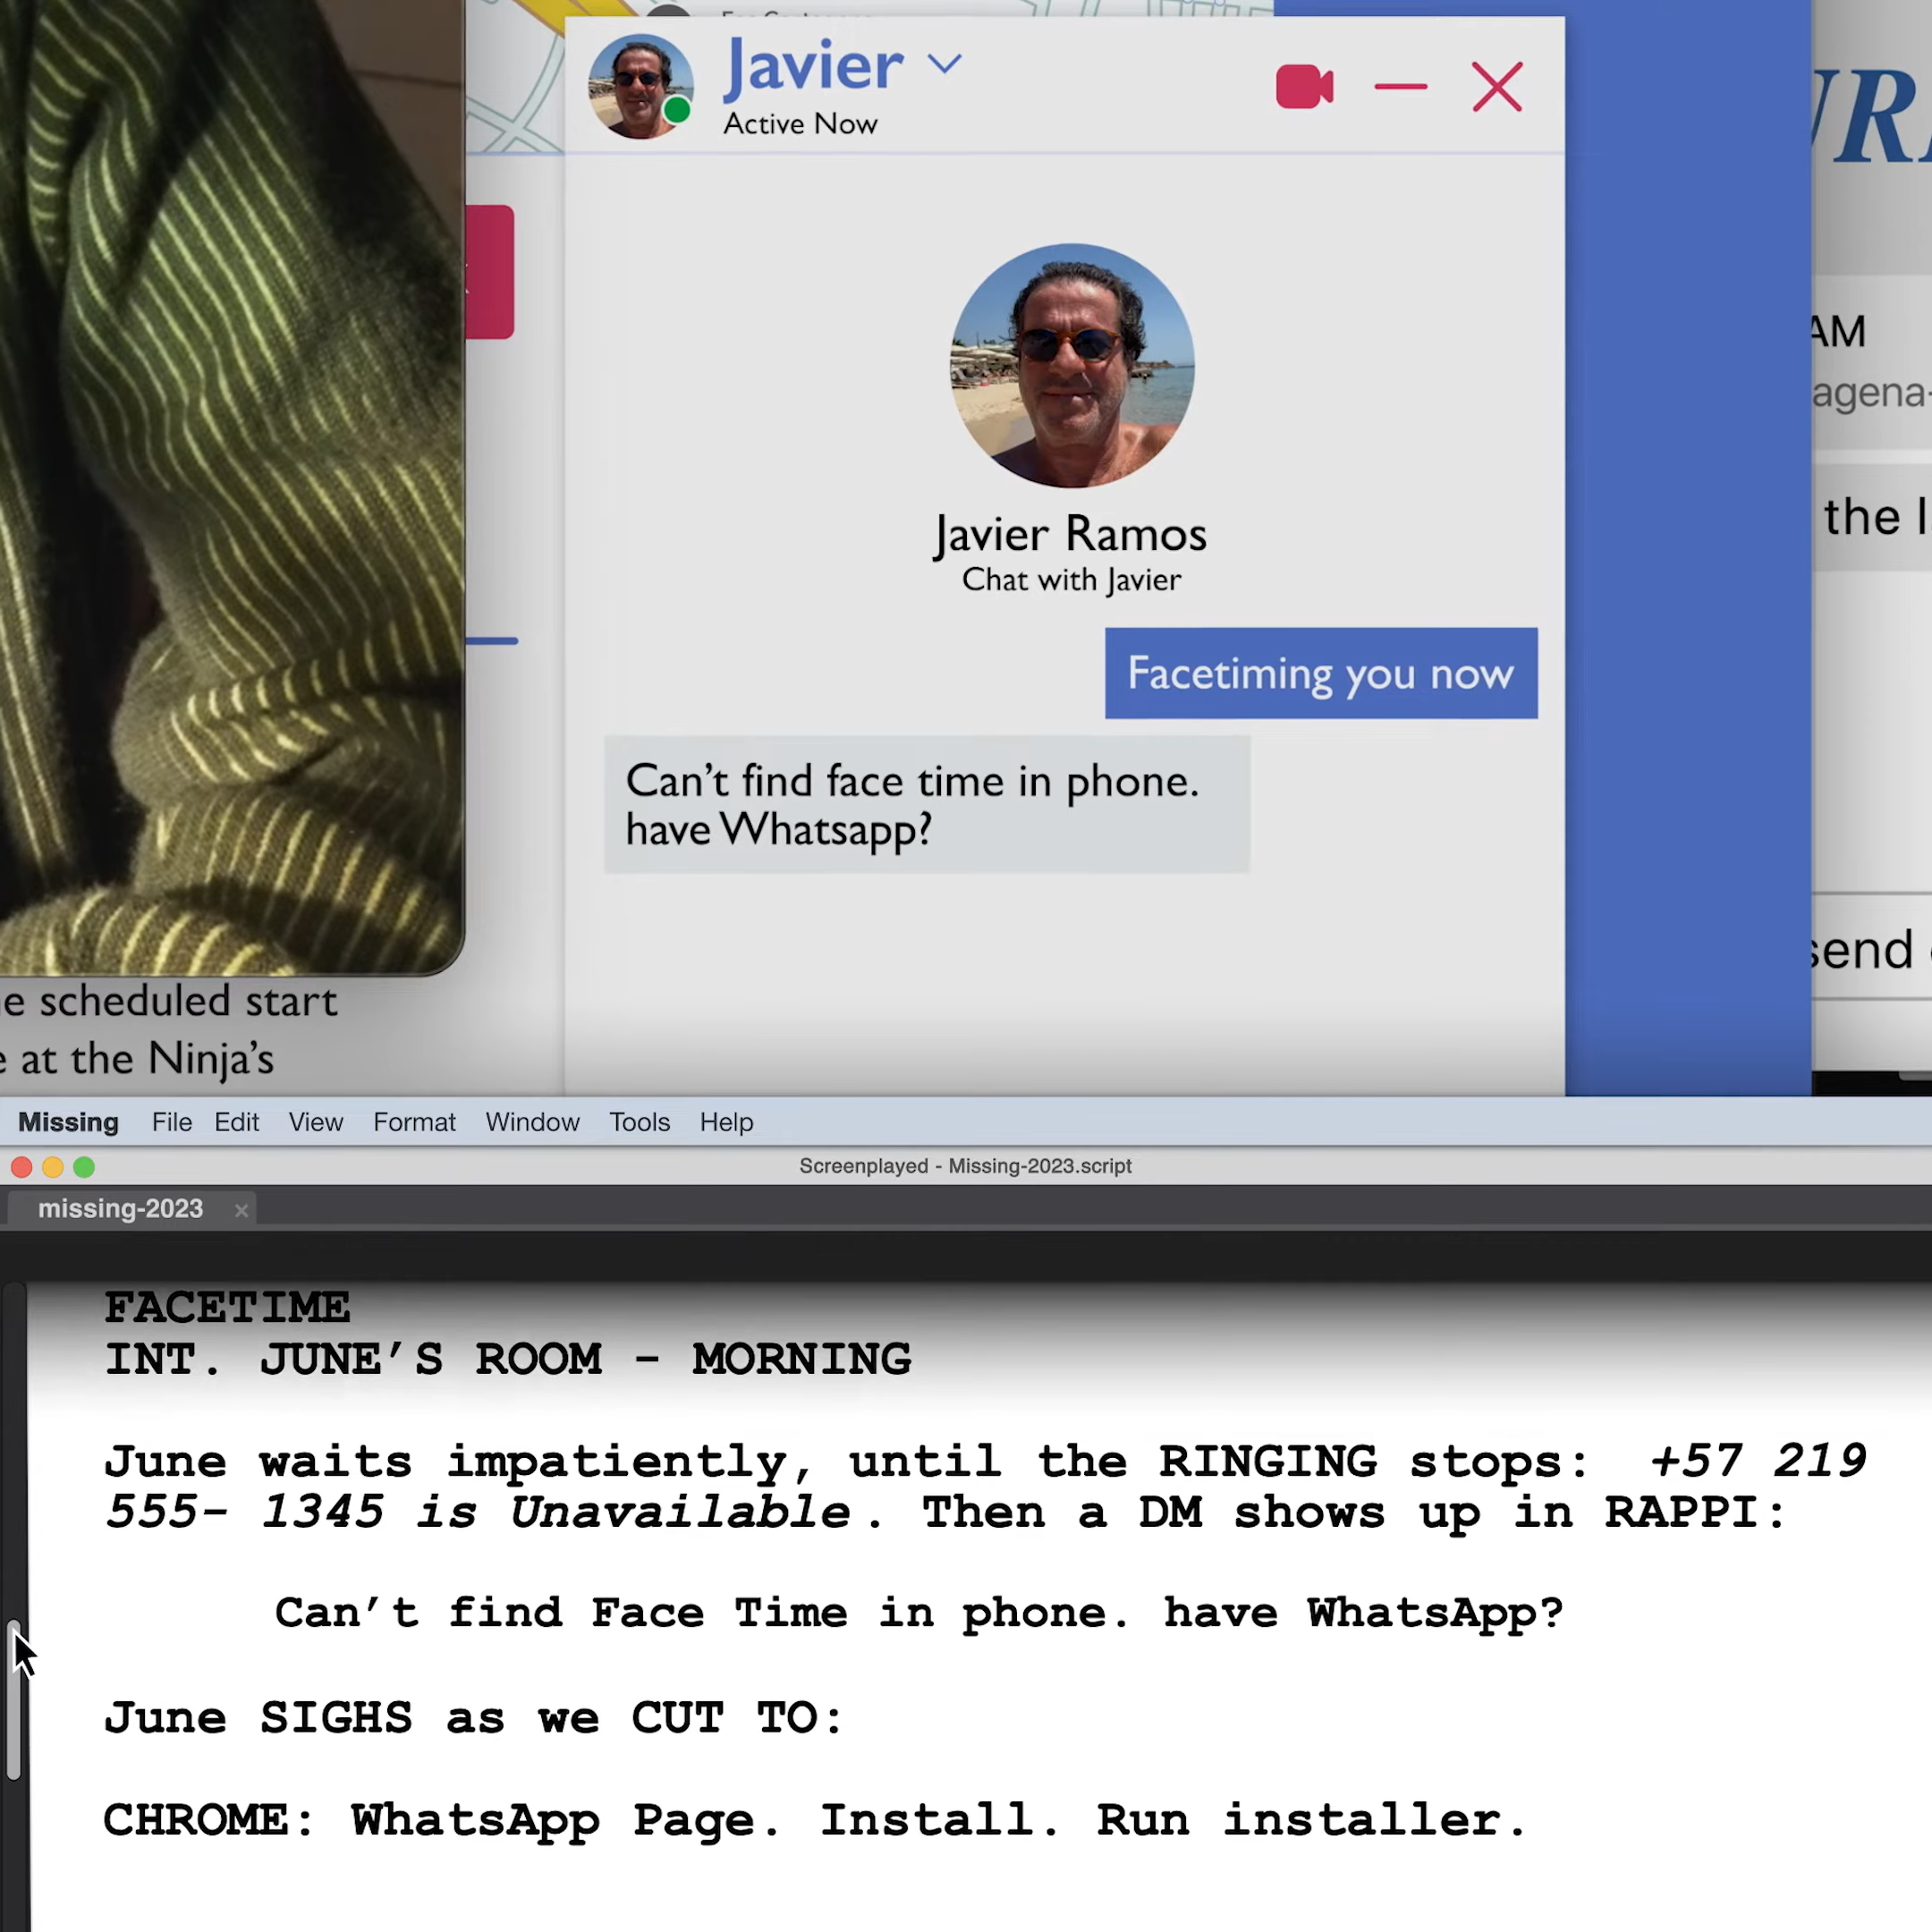 Javier
Active Now
AM
agena-
Javier Ramos
Chat with Javier
the l
Facetiming you now
Can't find face time in phone.
have Whatsapp?
send
e scheduled start
e at the Ninja's
Missing File Edit View Format Window Tools Help
Screenplayed - Missing-2023.script
missing-2023
FACETIME
INT. JUNE'S ROOM - MORNING
June waits impatiently, until the RINGING stops: +57 219
555- 1345 is Unavailable. Then a DM shows up in RAPPI:
Can't find Face Time in phone. have WhatsApp?
June SIGHS as we CUT TO:
CHROME: WhatsApp Page. Install. Run installer.